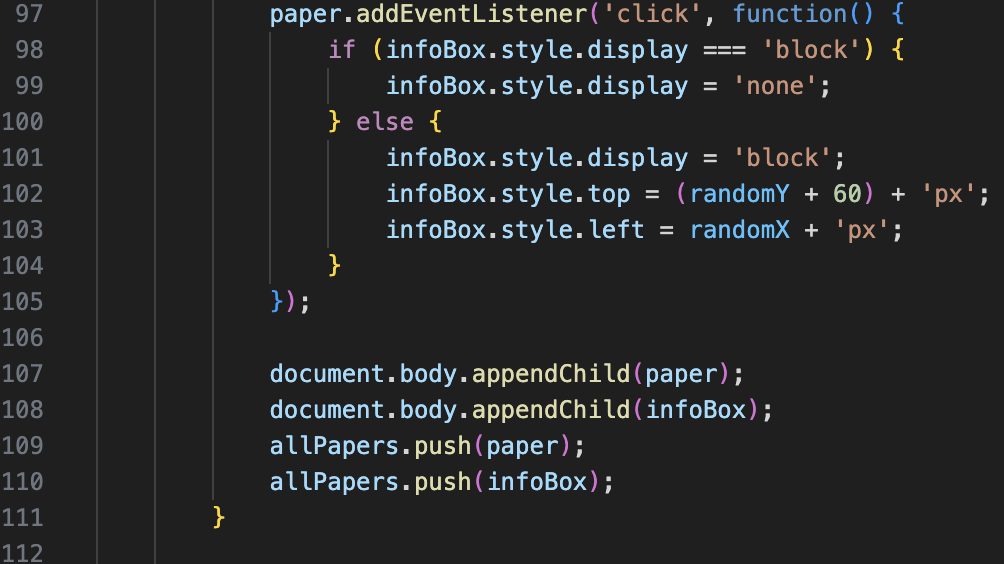 97 paper.addEventListener('click', function() {
98 if (infoBox.style.display === 'block') {
99 infoBox.style.display = 'none';
100 } else {
101 infoBox.style.display = 'block';
102 infoBox.style.top = (randomY + 60) + 'px';
103 infoBox.style.left = randomX + 'px';
104 }
105 });
106
107 document.body.appendChild(paper);
108 document.body.appendChild(infoBox);
109 allPapers.push(paper);
110 allPapers.push(infoBox);
111 }
112